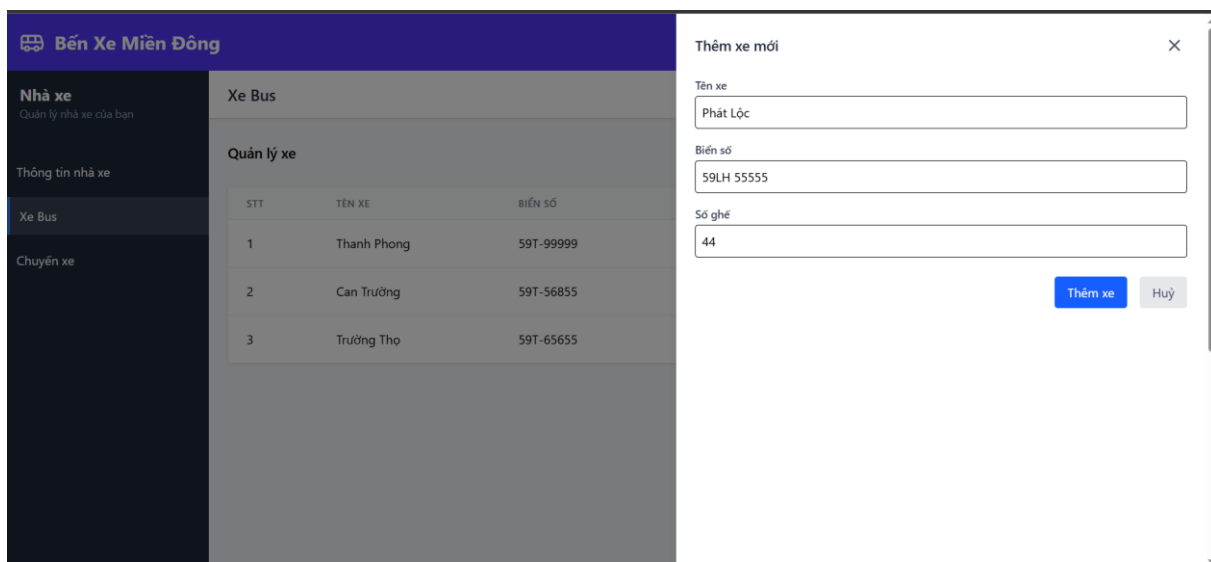 Bến Xe Miền Đông
Nhà xe
Quản lý nhà xe của bạn
Thông tin nhà xe
Xe Bus
Chuyến xe
Xe Bus
Quản lý xe
STT TÊN XE BIỂN SỐ
1 Thanh Phong 59T-99999
2 Can Trường 59T-56855
3 Trường Thọ 59T-65655
Thêm xe mới
Tên xe
Phát Lộc
Biển số
59LH 55555
Số ghế
44
Thêm xe Huỷ